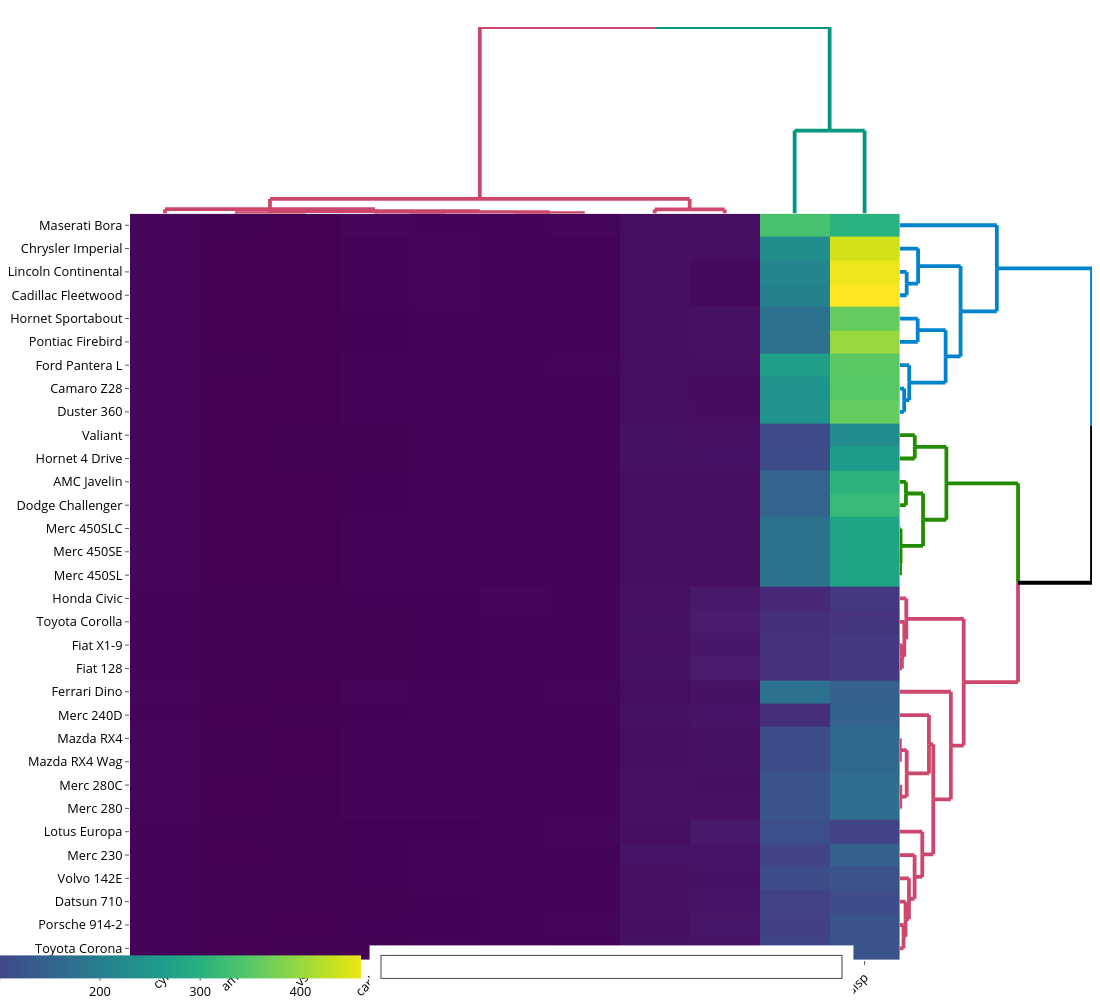 Maserati Bora
Chrysler Imperial
Lincoln Continental
Cadillac Fleetwood
Hornet Sportabout
Pontiac Firebird
Ford Pantera L
Camaro Z28
Duster 360
Valiant
Hornet 4 Drive
AMC Javelin
Dodge Challenger
Merc 450SLC
Merc 450SE
Merc 450SL
Honda Civic
Toyota Corolla
Fiat X1-9
Fiat 128
Ferrari Dino
Merc 240D
Mazda RX4
Mazda RX4 Wag
Merc 280C
Merc 280
Lotus Europa
Merc 230
Volvo 142E
Datsun 710
Porsche 914-2
Toyota Corona
200 300 400